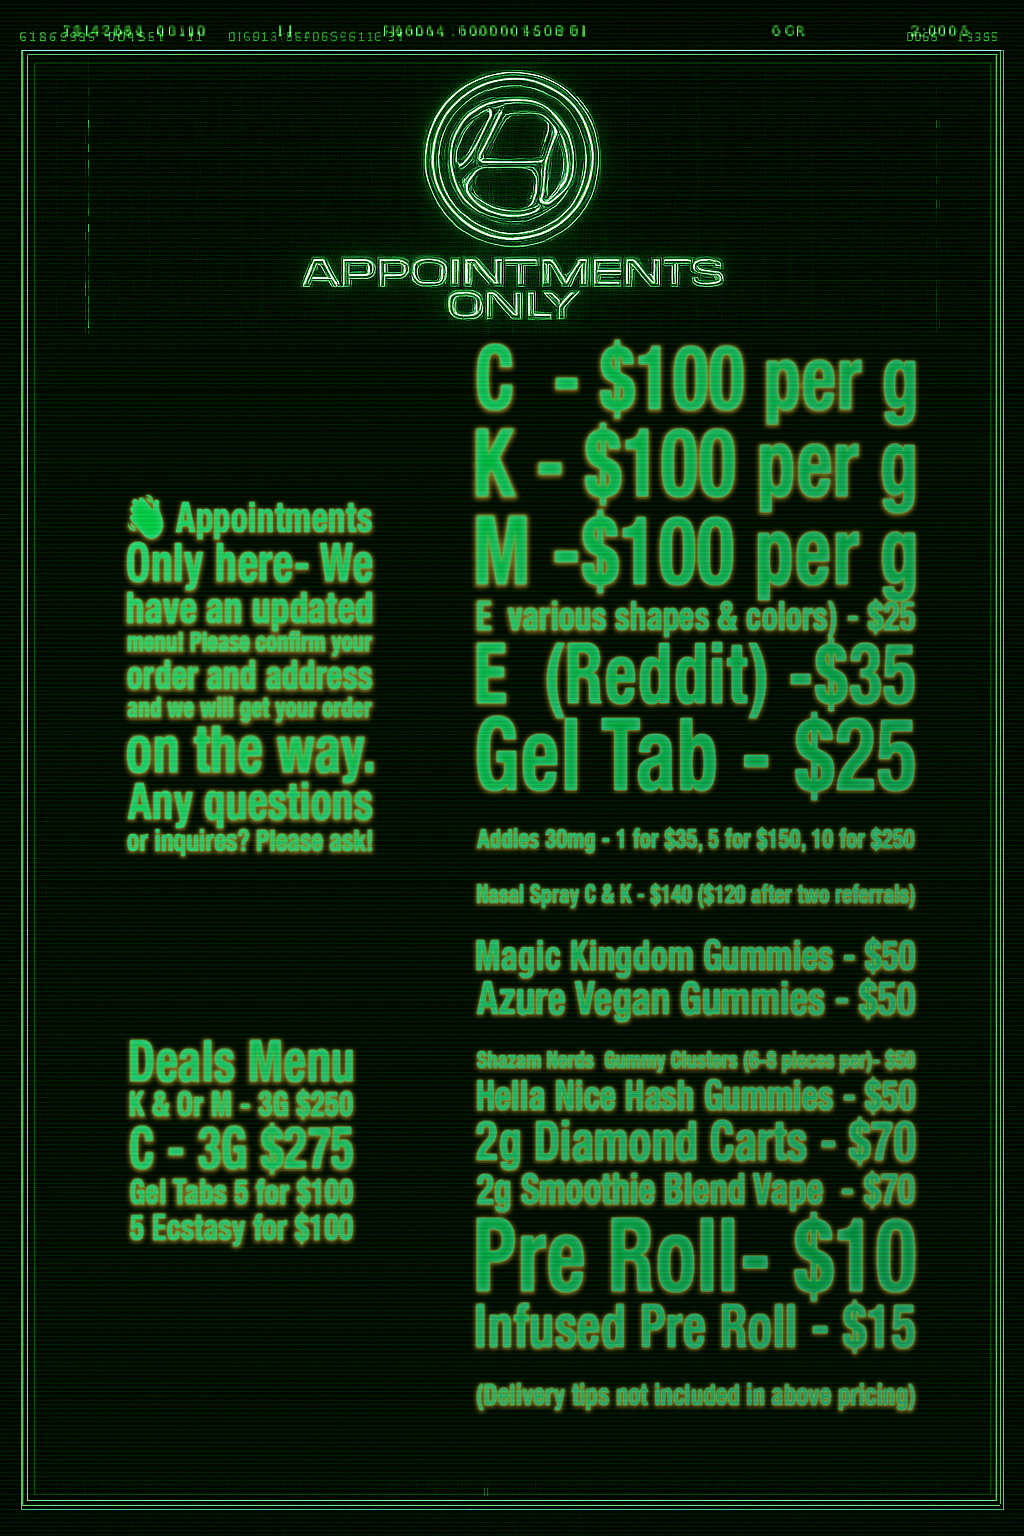 APPOINTMENTS
ONLY
👋 Appointments
Only here- We
have an updated
menu! Please confirm your
order and address
and we will get your order
on the way.
Any questions
or inquires? Please ask!
Deals Menu
K & Or M - 3G $250
C - 3G $275
Gel Tabs 5 for $100
5 Ecstasy for $100
C - $100 per g
K - $100 per g
M -$100 per g
E various shapes & colors) - $25
E (Reddit) -$35
Gel Tab - $25
Addies 30mg - 1 for $35, 5 for $150, 10 for $250
Nasal Spray C & K - $140 ($120 after two referrals)
Magic Kingdom Gummies - $50
Azure Vegan Gummies - $50
Shazam Nerds Gummy Clusters (6-8 pieces per)- $50
Hella Nice Hash Gummies - $50
2g Diamond Carts - $70
2g Smoothie Blend Vape - $70
Pre Roll- $10
Infused Pre Roll - $15
(Delivery tips not included in above pricing)